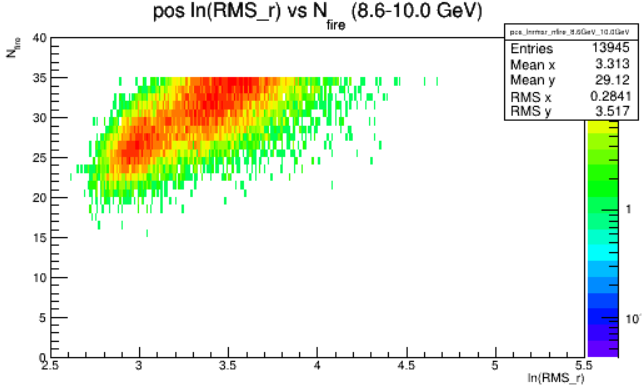 pos ln(RMS_r) vs N_fire (8.6-10.0 GeV)
pos_lnrmsr_nfire_8.6GeV_10.0GeV
Entries 13945
Mean x 3.313
Mean y 29.12
RMS x 0.2841
RMS y 3.517
N_fire
40
35
30
25
20
15
10
5
0
2.5 3 3.5 4 4.5 5 5.5
ln(RMS_r)
1
10